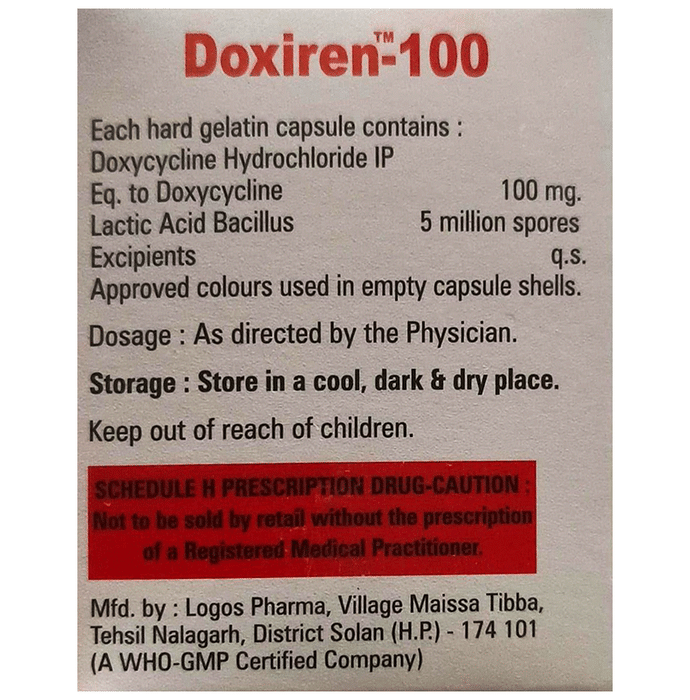 Doxiren™-100
Each hard gelatin capsule contains :
Doxycycline Hydrochloride IP
Eq. to Doxycycline 100 mg.
Lactic Acid Bacillus 5 million spores
Excipients q.s.
Approved colours used in empty capsule shells.
Dosage : As directed by the Physician.
Storage : Store in a cool, dark & dry place.
Keep out of reach of children.
SCHEDULE H PRESCRIPTION DRUG-CAUTION :
Not to be sold by retail without the prescription
of a Registered Medical Practitioner.
Mfd. by : Logos Pharma, Village Maissa Tibba,
Tehsil Nalagarh, District Solan (H.P.) - 174 101
(A WHO-GMP Certified Company)